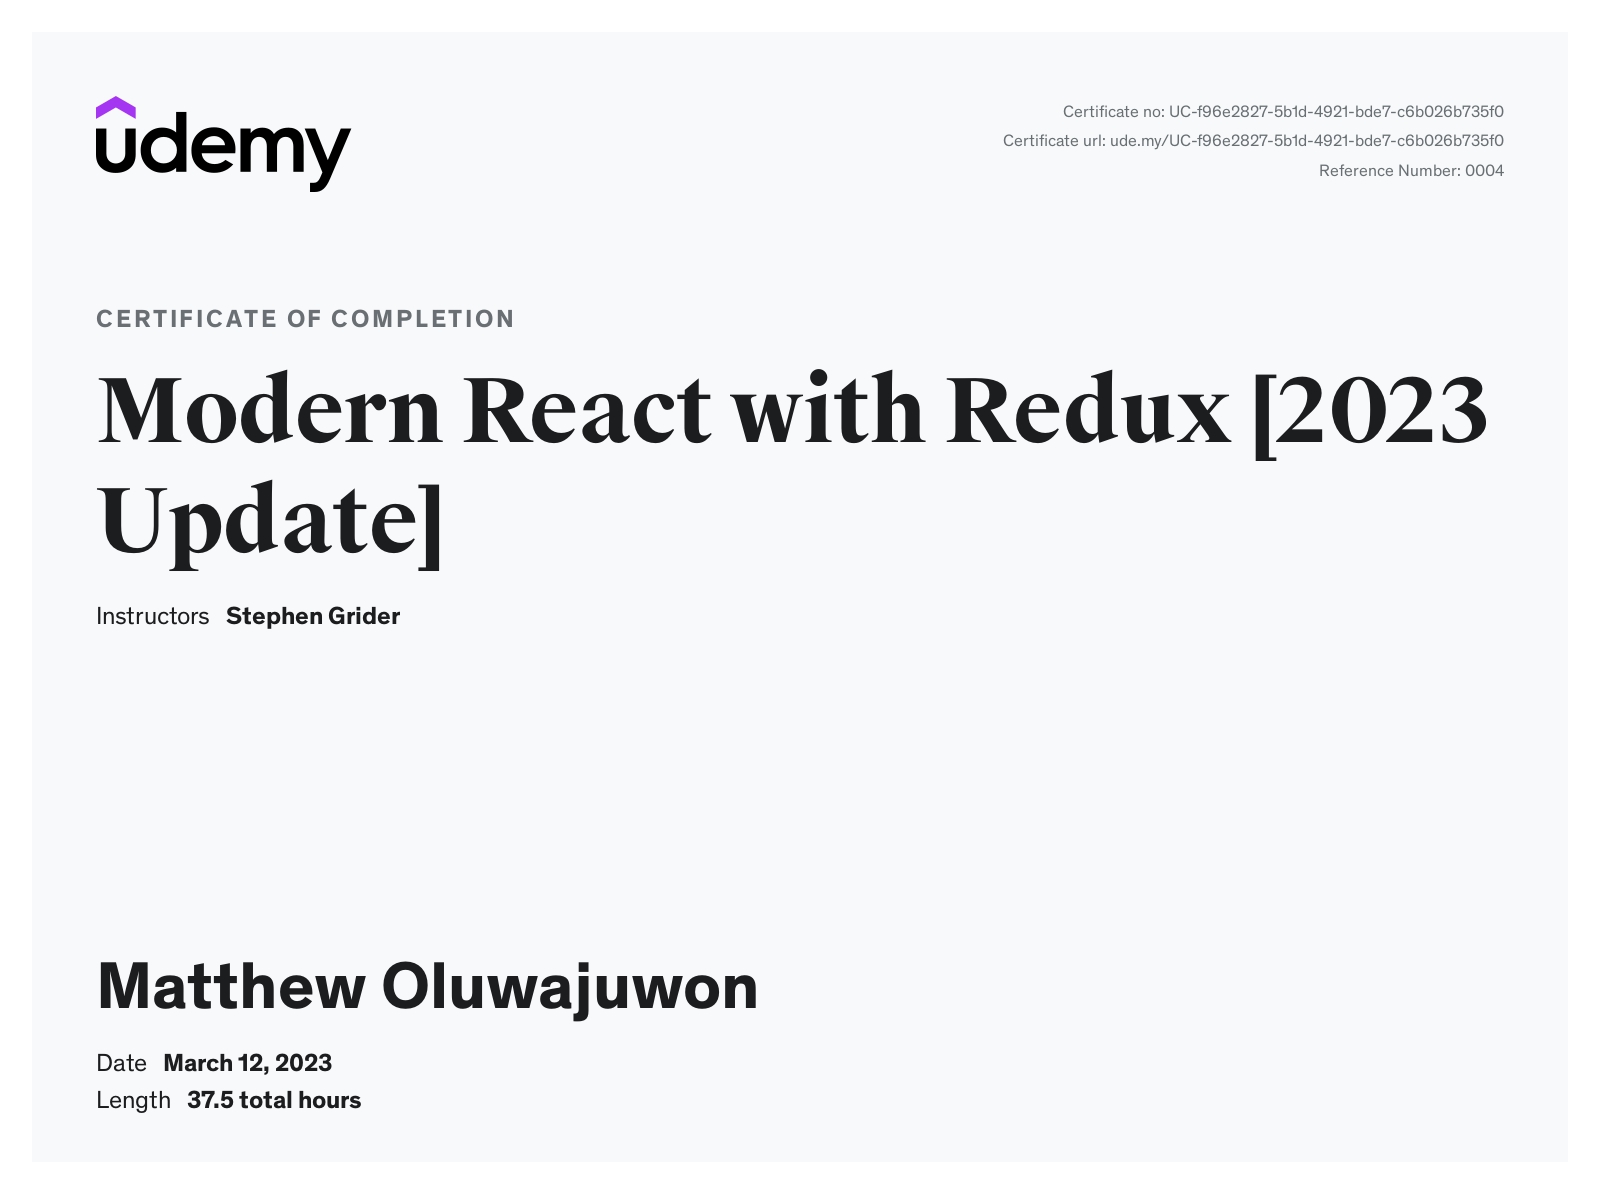 udemy
Certificate no: UC-f96e2827-5b1d-4921-bde7-c6b026b735f0
Certificate url: ude.my/UC-f96e2827-5b1d-4921-bde7-c6b026b735f0
Reference Number: 0004
CERTIFICATE OF COMPLETION
Modern React with Redux [2023
Update]
Instructors Stephen Grider
Matthew Oluwajuwon
Date March 12, 2023
Length 37.5 total hours